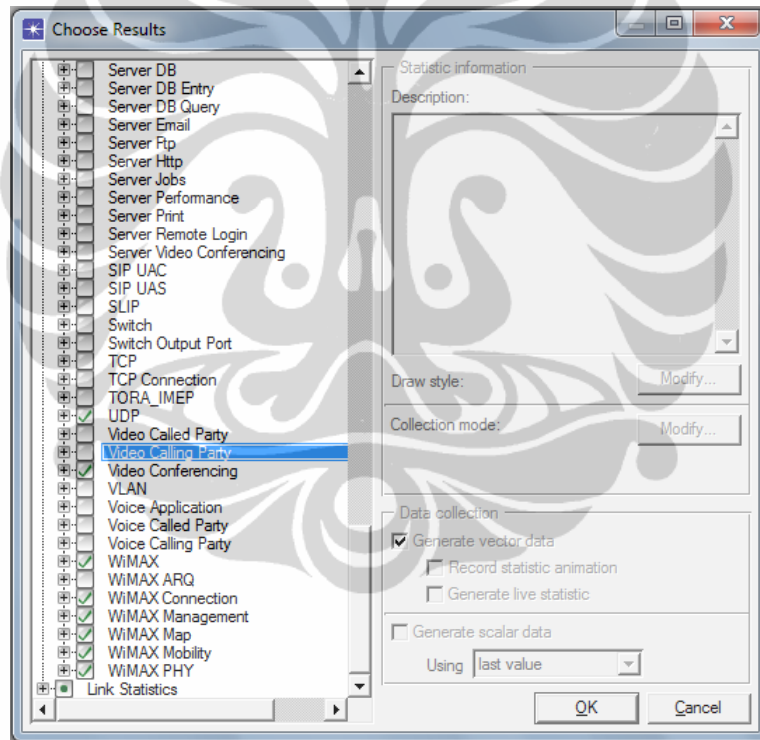 Choose Results
Server DB
Server DB Entry
Server DB Query
Server Email
Server Ftp
Server Http
Server Jobs
Server Performance
Server Print
Server Remote Login
Server Video Conferencing
SIP UAC
SIP UAS
SLIP
Switch
Switch Output Port
TCP
TCP Connection
TORA_IMEP
UDP
Video Called Party
Video Calling Party
Video Conferencing
VLAN
Voice Application
Voice Called Party
Voice Calling Party
WiMAX
WiMAX ARQ
WiMAX Connection
WiMAX Management
WiMAX Map
WiMAX Mobility
WiMAX PHY
Link Statistics
Statistic information
Description:
Draw style:
Modify...
Collection mode:
Modify...
Data collection
Generate vector data
Record statistic animation
Generate live statistic
Generate scalar data
Using last value
OK Cancel